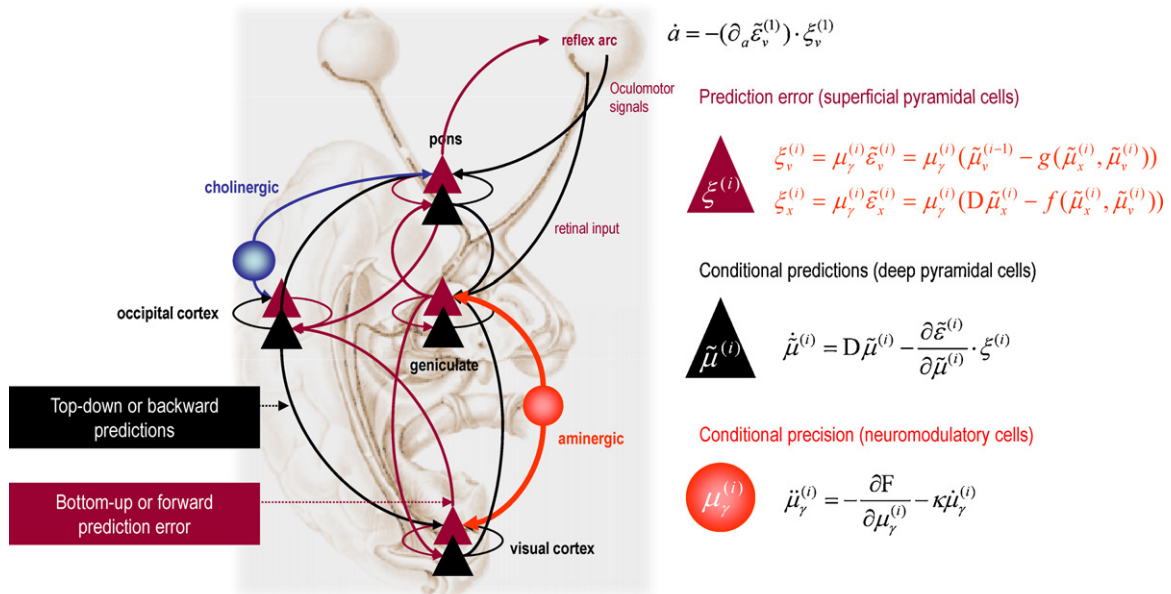 reflex arc
ȧ = −(∂ₐε̃ᵥ⁽¹⁾) · ξᵥ⁽¹⁾
Oculomotor
signals
pons
cholinergic
retinal input
occipital cortex
geniculate
Top-down or backward
predictions
aminergic
Bottom-up or forward
prediction error
visual cortex
Prediction error (superficial pyramidal cells)
ξ⁽ⁱ⁾
ξᵥ⁽ⁱ⁾ = μᵧ⁽ⁱ⁾ε̃ᵥ⁽ⁱ⁾ = μᵧ⁽ⁱ⁾(μ̃ᵥ⁽ⁱ⁻¹⁾ − g(μ̃ₓ⁽ⁱ⁾, μ̃ᵥ⁽ⁱ⁾))
ξₓ⁽ⁱ⁾ = μᵧ⁽ⁱ⁾ε̃ₓ⁽ⁱ⁾ = μᵧ⁽ⁱ⁾(Dμ̃ₓ⁽ⁱ⁾ − f(μ̃ₓ⁽ⁱ⁾, μ̃ᵥ⁽ⁱ⁾))
Conditional predictions (deep pyramidal cells)
μ̃⁽ⁱ⁾
μ̃̇⁽ⁱ⁾ = Dμ̃⁽ⁱ⁾ − ∂ε̃⁽ⁱ⁾/∂μ̃⁽ⁱ⁾ · ξ⁽ⁱ⁾
Conditional precision (neuromodulatory cells)
μᵧ⁽ⁱ⁾
μ̈ᵧ⁽ⁱ⁾ = − ∂F/∂μᵧ⁽ⁱ⁾ − κμ̇ᵧ⁽ⁱ⁾